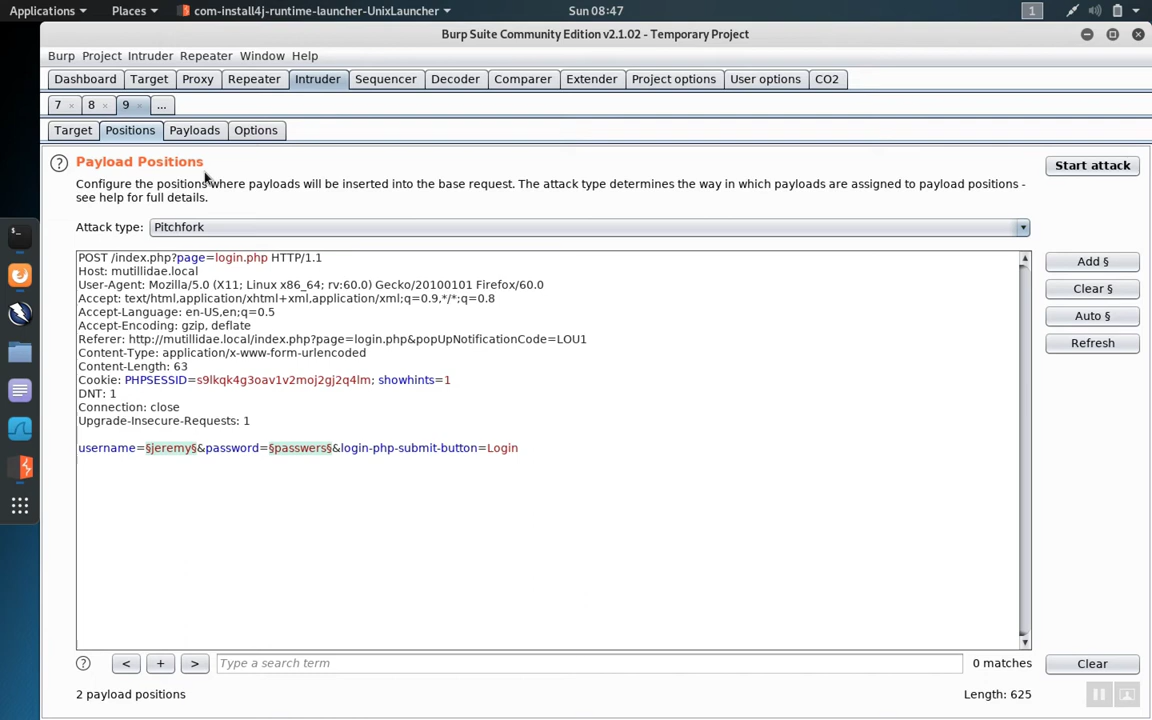 Applications Places com-install4j-runtime-launcher-UnixLauncher Sun 08:47 1
Burp Suite Community Edition v2.1.02 - Temporary Project
Burp Project Intruder Repeater Window Help
Dashboard Target Proxy Repeater Intruder Sequencer Decoder Comparer Extender Project options User options CO2
7 × 8 × 9 × ...
Target Positions Payloads Options
? Payload Positions Start attack
Configure the positions where payloads will be inserted into the base request. The attack type determines the way in which payloads are assigned to payload positions -
see help for full details.
Attack type: Pitchfork
POST /index.php?page=login.php HTTP/1.1
Host: mutillidae.local
User-Agent: Mozilla/5.0 (X11; Linux x86_64; rv:60.0) Gecko/20100101 Firefox/60.0
Accept: text/html,application/xhtml+xml,application/xml;q=0.9,*/*;q=0.8
Accept-Language: en-US,en;q=0.5
Accept-Encoding: gzip, deflate
Referer: http://mutillidae.local/index.php?page=login.php&popUpNotificationCode=LOU1
Content-Type: application/x-www-form-urlencoded
Content-Length: 63
Cookie: PHPSESSID=s9lkqk4g3oav1v2moj2gj2q4lm; showhints=1
DNT: 1
Connection: close
Upgrade-Insecure-Requests: 1
username=§jeremy§&password=§passwers§&login-php-submit-button=Login
Add §
Clear §
Auto §
Refresh
? < + > Type a search term 0 matches Clear
2 payload positions Length: 625